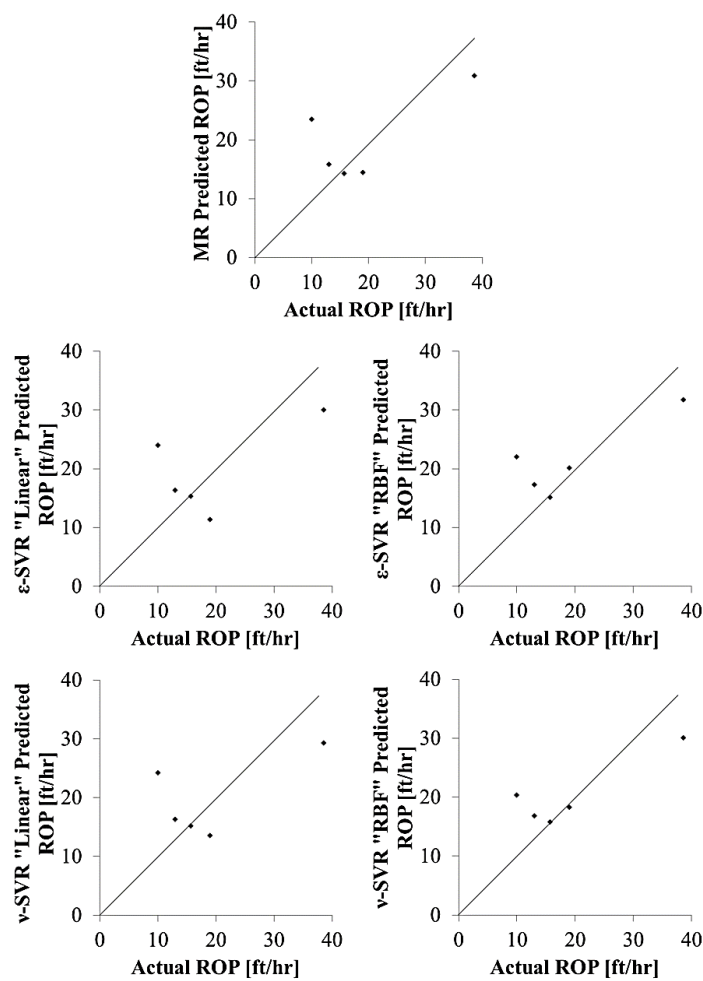 MR Predicted ROP [ft/hr]
40
30
20
10
0
0 10 20 30 40
Actual ROP [ft/hr]
ε-SVR "Linear" Predicted
ROP [ft/hr]
40
30
20
10
0
0 10 20 30 40
Actual ROP [ft/hr]
ε-SVR "RBF" Predicted
ROP [ft/hr]
40
30
20
10
0
0 10 20 30 40
Actual ROP [ft/hr]
ν-SVR "Linear" Predicted
ROP [ft/hr]
40
30
20
10
0
0 10 20 30 40
Actual ROP [ft/hr]
ν-SVR "RBF" Predicted
ROP [ft/hr]
40
30
20
10
0
0 10 20 30 40
Actual ROP [ft/hr]